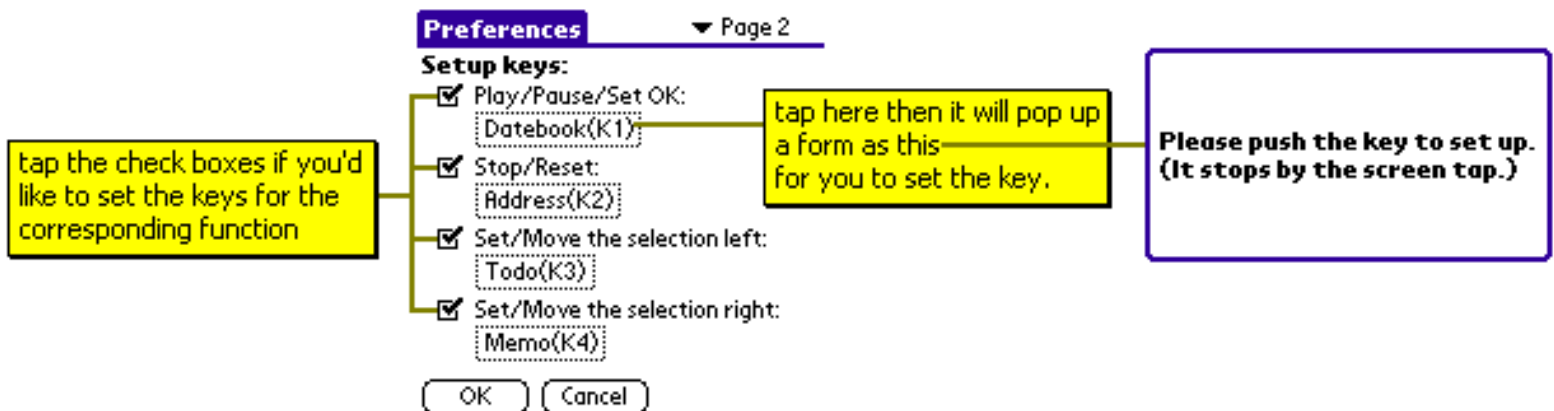 Preferences
Page 2
Setup keys:
Play/Pause/Set OK:
Datebook(K1)
Stop/Reset:
Address(K2)
Set/Move the selection left:
Todo(K3)
Set/Move the selection right:
Memo(K4)
OK
Cancel
tap the check boxes if you'd
like to set the keys for the
corresponding function
tap here then it will pop up
a form as this
for you to set the key.
Please push the key to set up.
(It stops by the screen tap.)